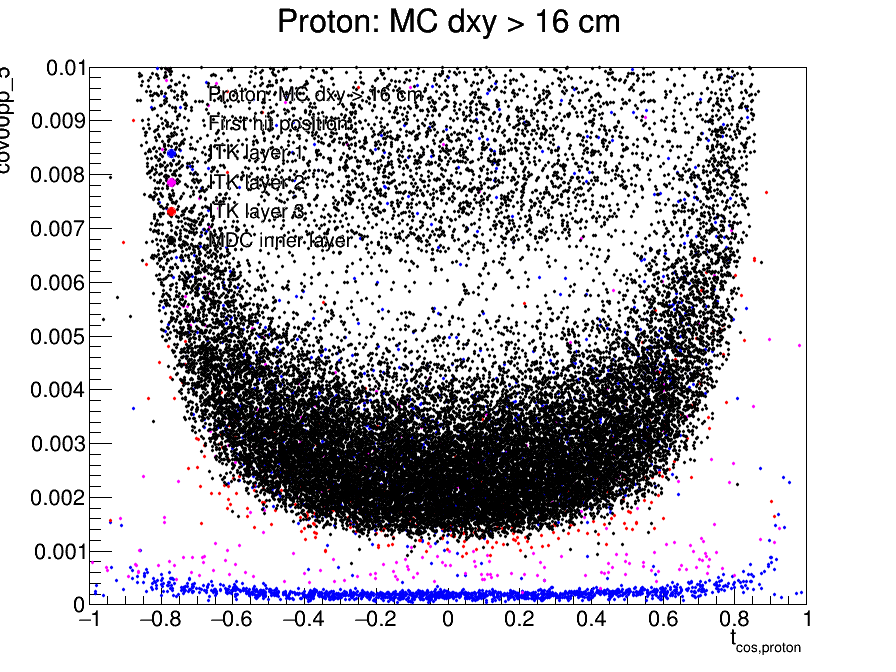 Proton: MC dxy > 16 cm
cov00pp_5
0.01
0.009
0.008
0.007
0.006
0.005
0.004
0.003
0.002
0.001
0
Proton: MC dxy > 16 cm
First hit position:
ITK layer 1
ITK layer 2
ITK layer 3
MDC inner layer
−1 −0.8 −0.6 −0.4 −0.2 0 0.2 0.4 0.6 0.8 1
t cos,proton